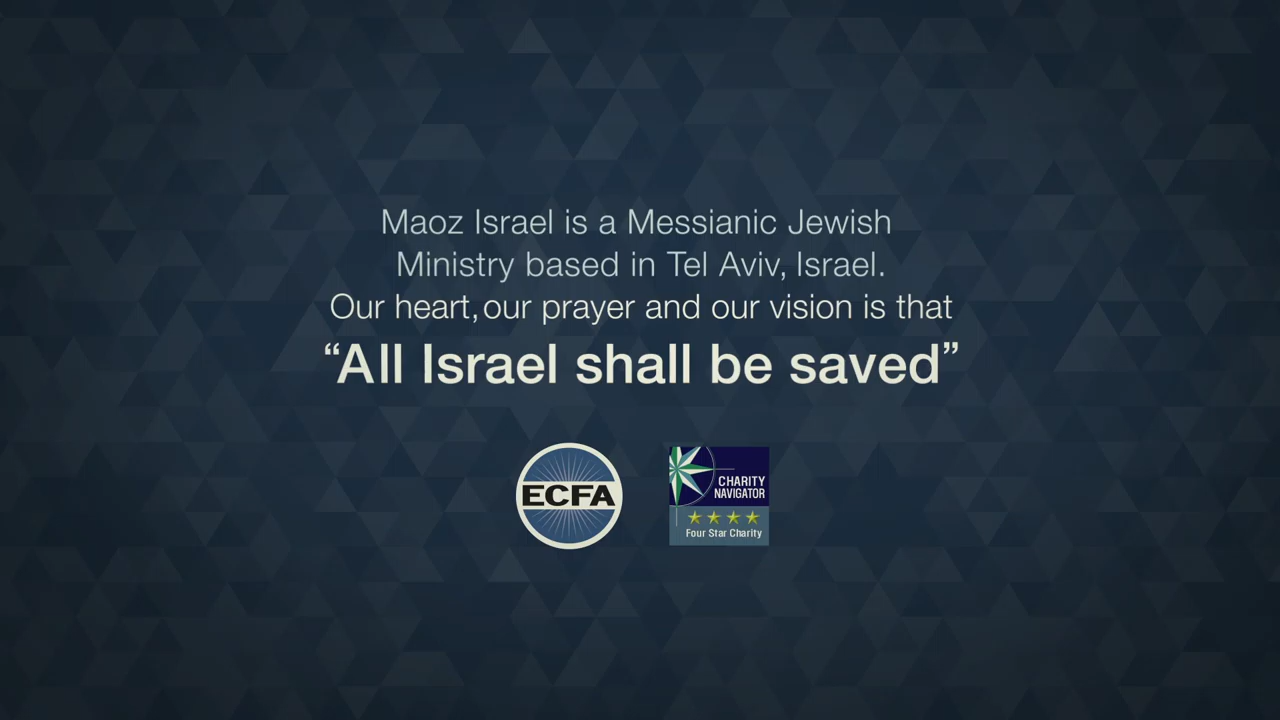 Maoz Israel is a Messianic Jewish
Ministry based in Tel Aviv, Israel.
Our heart, our prayer and our vision is that
“All Israel shall be saved”
ECFA
CHARITY
NAVIGATOR
Four Star Charity